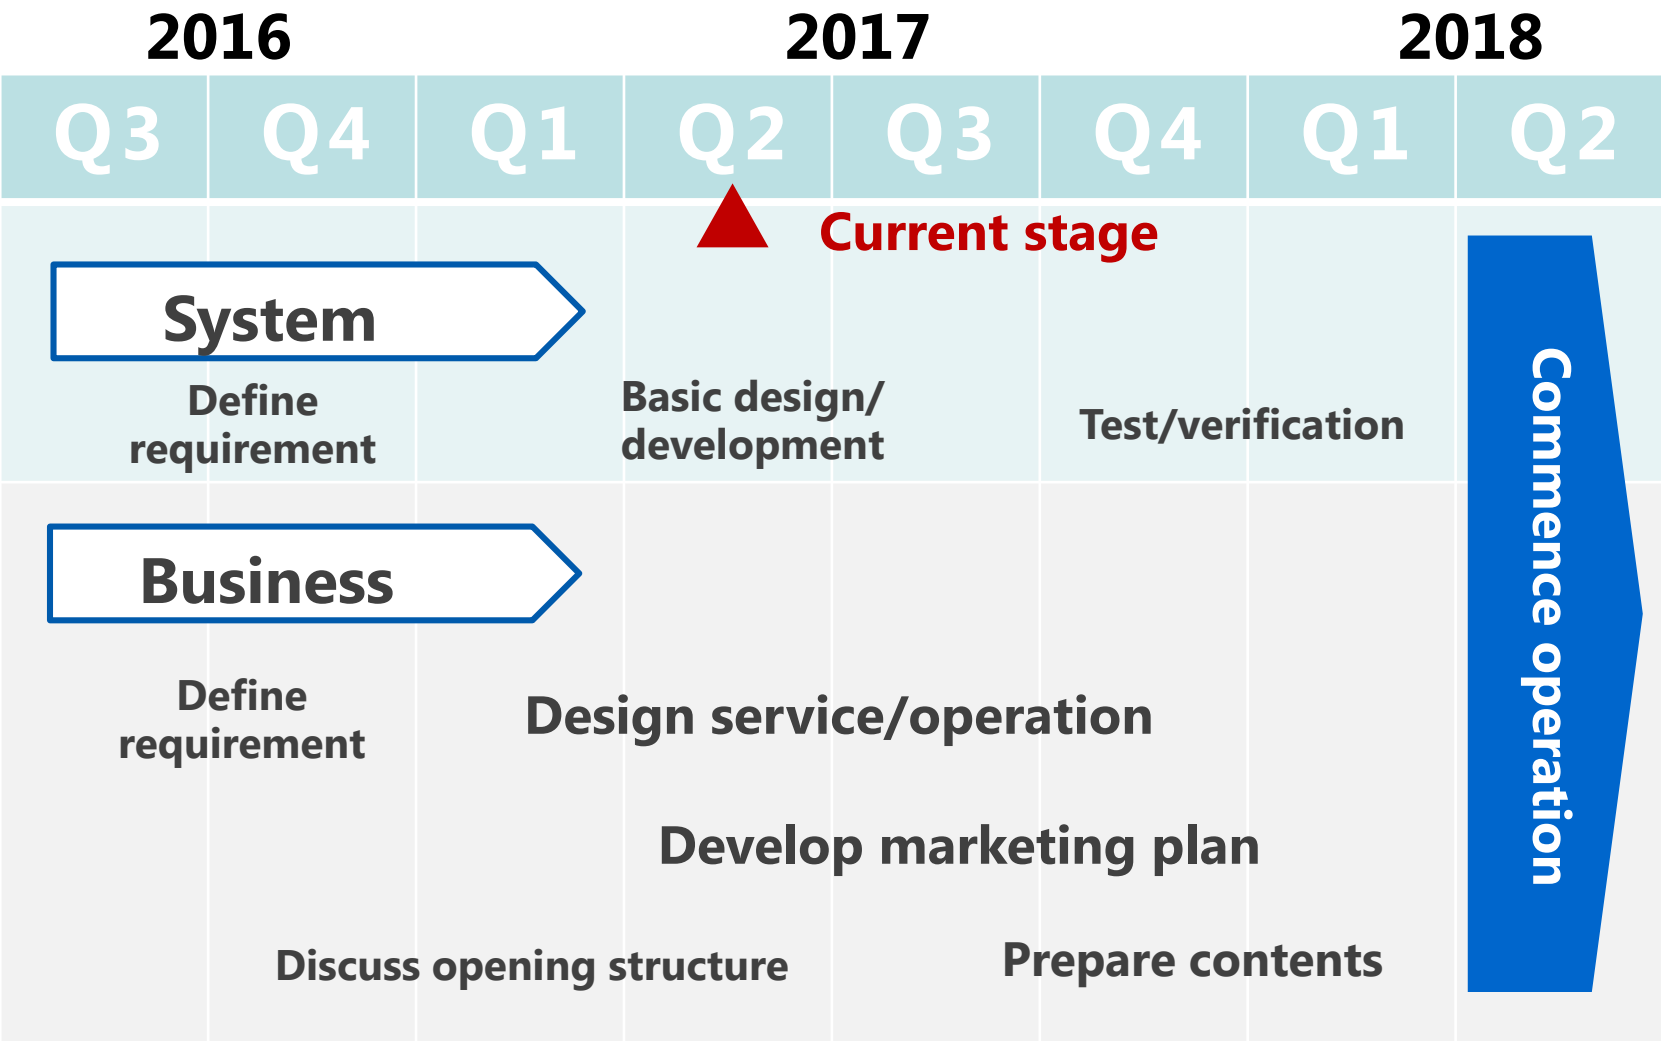 2016 2017 2018
Q3 Q4 Q1 Q2 Q3 Q4 Q1 Q2
Current stage
System
Define
requirement
Basic design/
development
Test/verification
Business
Define
requirement
Design service/operation
Develop marketing plan
Discuss opening structure
Prepare contents
Commence operation